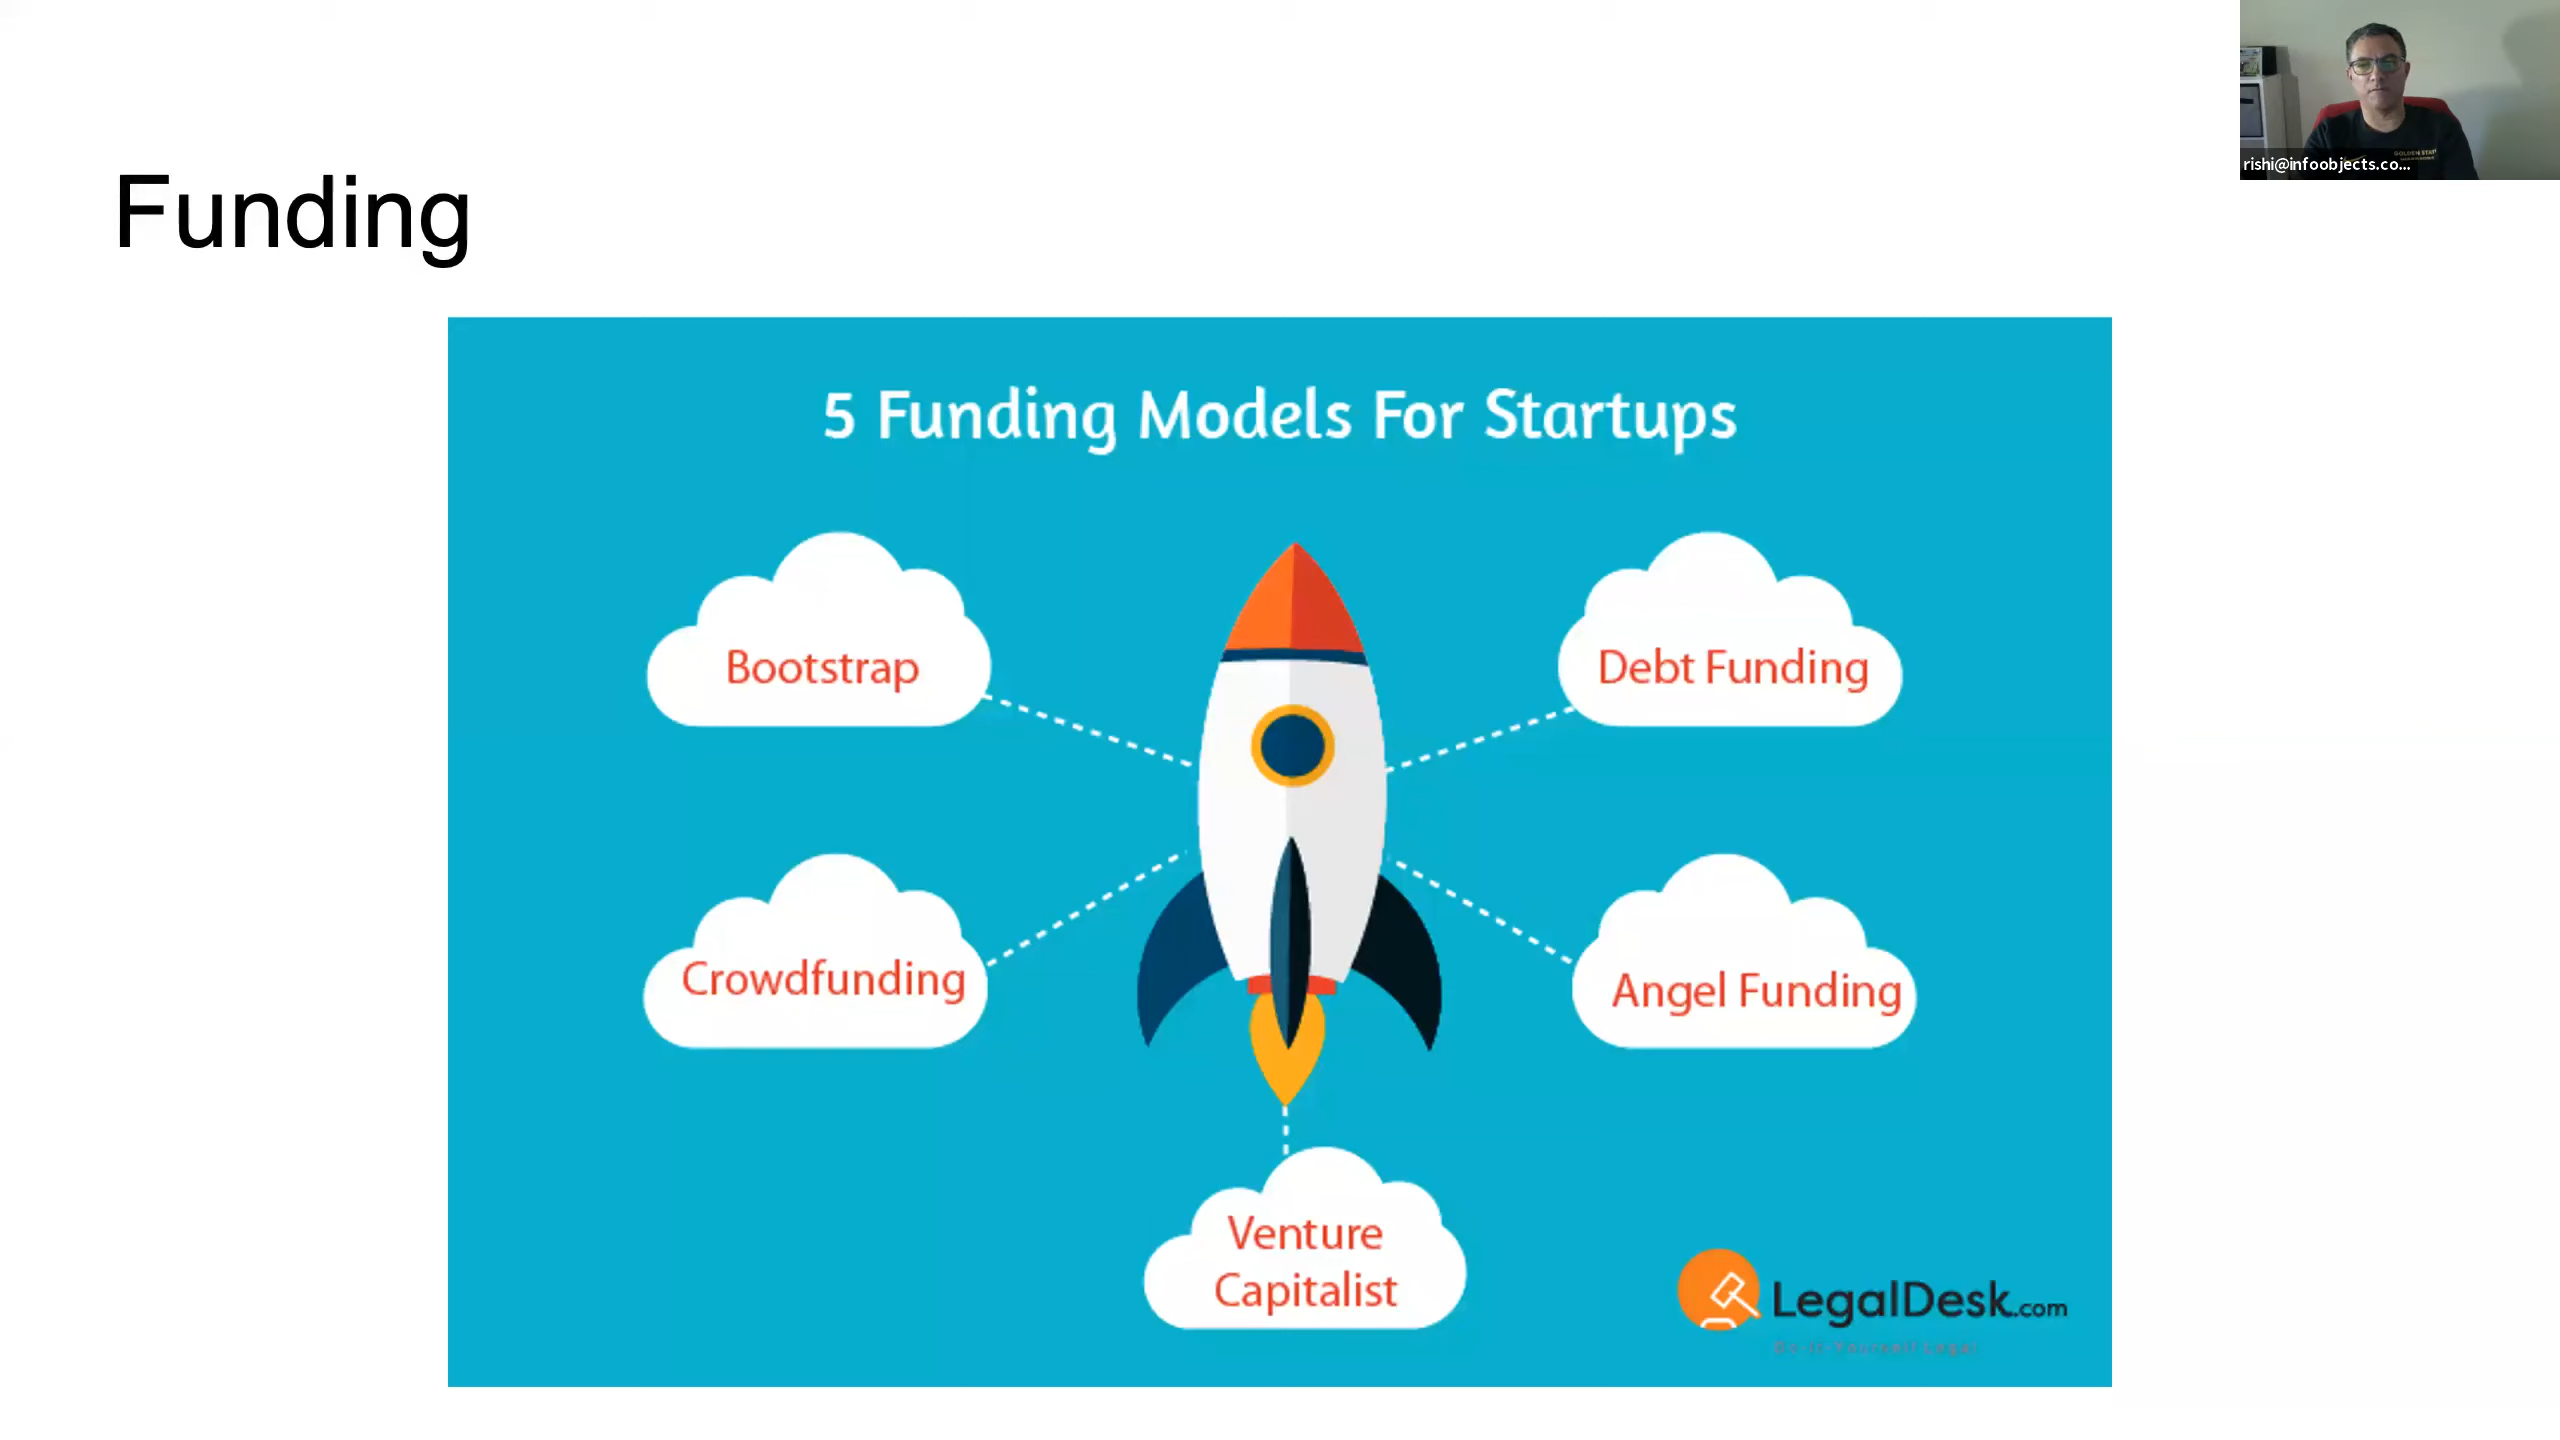 rishi@infoobjects.co...
Funding
5 Funding Models For Startups
Bootstrap
Debt Funding
Crowdfunding
Angel Funding
Venture
Capitalist
LegalDesk.com